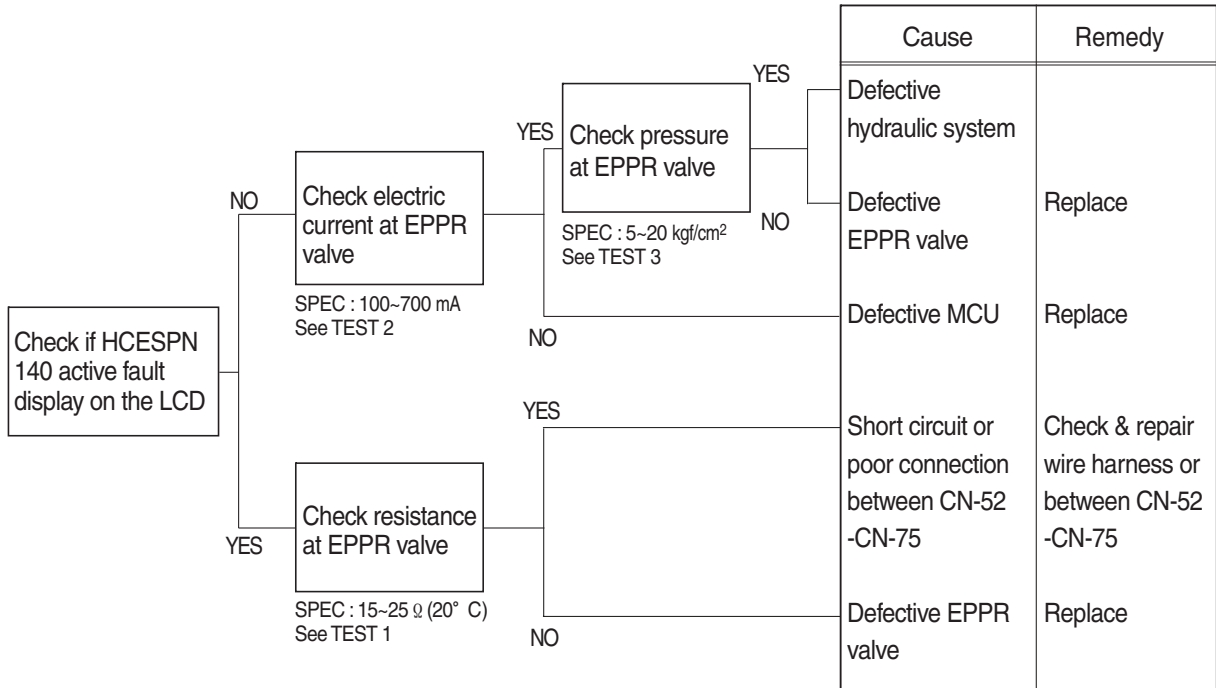 Check if HCESPN
140 active fault
display on the LCD
NO
YES
Check electric
current at EPPR
valve
SPEC : 100~700 mA
See TEST 2
YES
NO
Check pressure
at EPPR valve
SPEC : 5~20 kgf/cm²
See TEST 3
YES
NO
Check resistance
at EPPR valve
SPEC : 15~25 Ω (20° C)
See TEST 1
YES
NO
Cause
Remedy
Defective
hydraulic system
Defective
EPPR valve
Replace
Defective MCU
Replace
Short circuit or
poor connection
between CN-52
-CN-75
Check & repair
wire harness or
between CN-52
-CN-75
Defective EPPR
valve
Replace